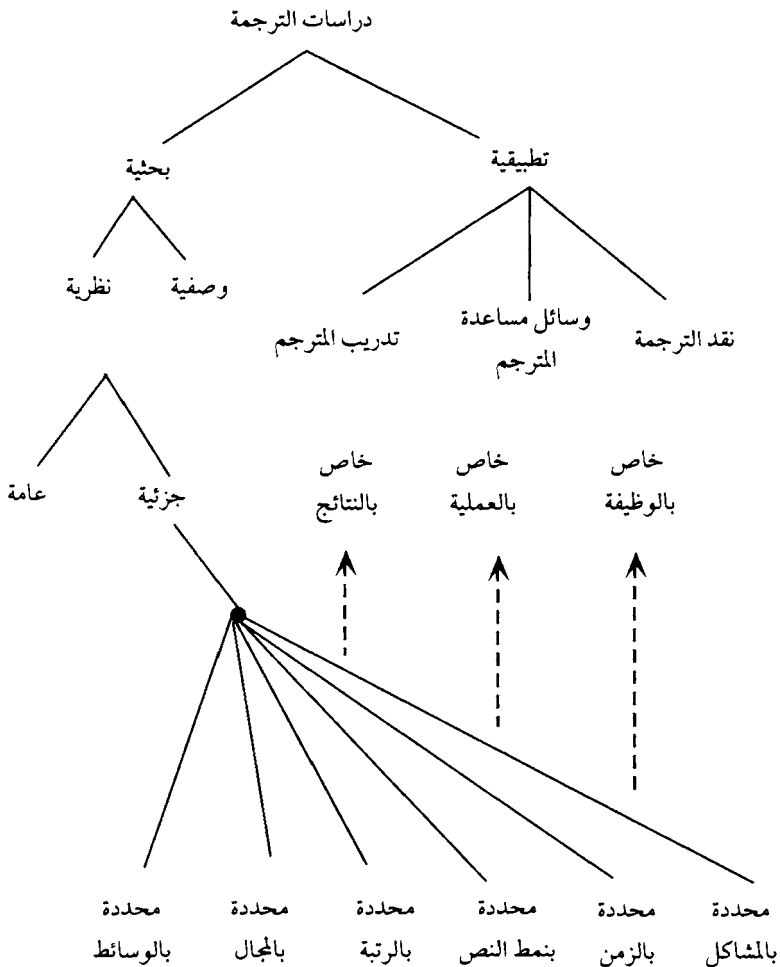 دراسات الترجمة
تطبيقية
بحثية
وصفية
نظرية
نقد الترجمة
وسائل مساعدة
المترجم
تدريب المترجم
خاص
بالوظيفة
خاص
بالعملية
خاص
بالنتائج
جزئية
عامة
محددة
بالمشاكل
محددة
بالزمن
محددة
بنمط النص
محددة
بالرتبة
محددة
بالمجال
محددة
بالوسائط